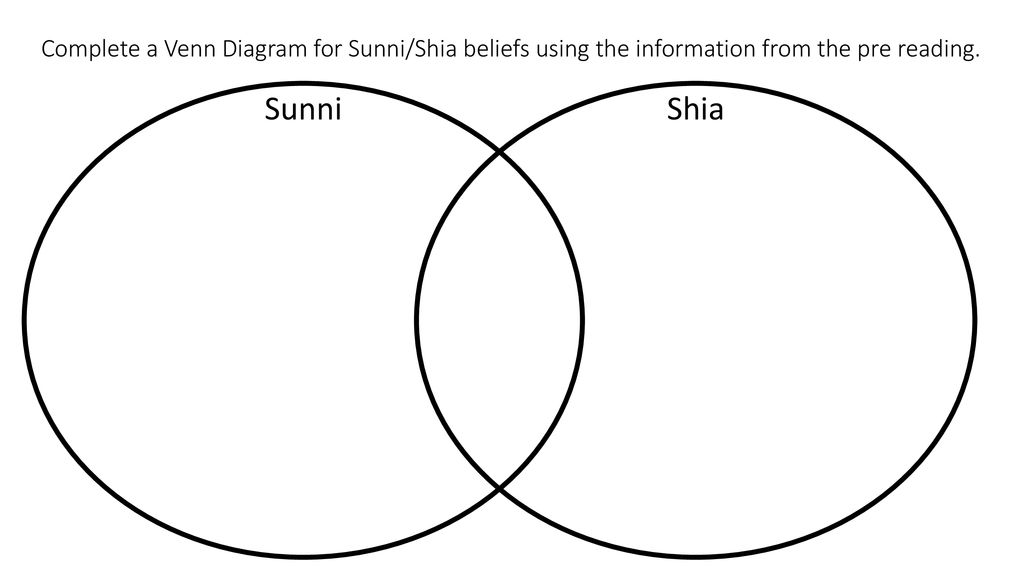 Complete a Venn Diagram for Sunni/Shia beliefs using the information from the pre reading.
Sunni
Shia